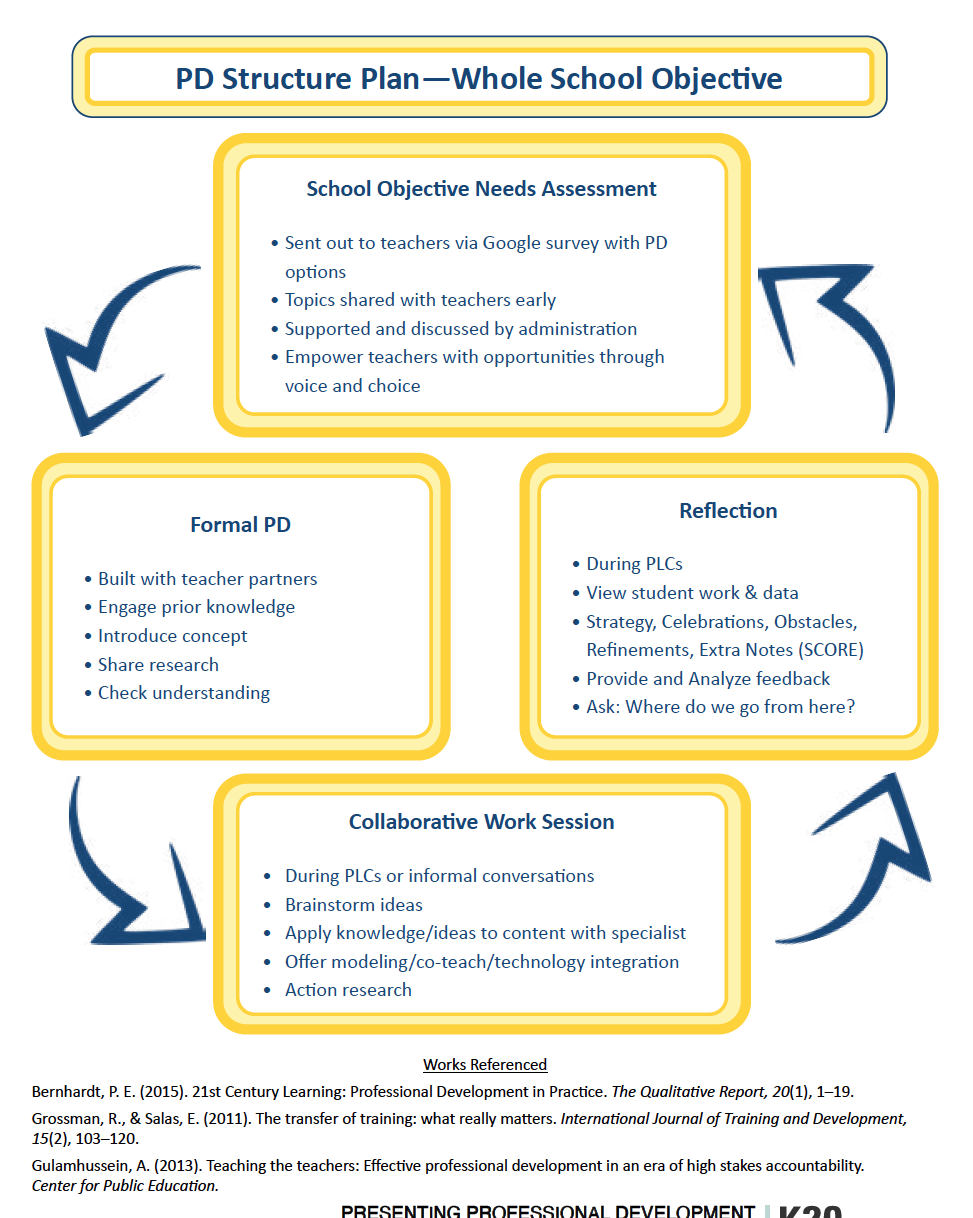 PD Structure Plan—Whole School Objective
School Objective Needs Assessment
• Sent out to teachers via Google survey with PD
options
• Topics shared with teachers early
• Supported and discussed by administration
• Empower teachers with opportunities through
voice and choice
Formal PD
• Built with teacher partners
• Engage prior knowledge
• Introduce concept
• Share research
• Check understanding
Reflection
• During PLCs
• View student work & data
• Strategy, Celebrations, Obstacles,
Refinements, Extra Notes (SCORE)
• Provide and Analyze feedback
• Ask: Where do we go from here?
Collaborative Work Session
• During PLCs or informal conversations
• Brainstorm ideas
• Apply knowledge/ideas to content with specialist
• Offer modeling/co-teach/technology integration
• Action research
Works Referenced
Bernhardt, P. E. (2015). 21st Century Learning: Professional Development in Practice. The Qualitative Report, 20(1), 1–19.
Grossman, R., & Salas, E. (2011). The transfer of training: what really matters. International Journal of Training and Development,
15(2), 103–120.
Gulamhussein, A. (2013). Teaching the teachers: Effective professional development in an era of high stakes accountability.
Center for Public Education.
PRESENTING PROFESSIONAL DEVELOPMENT K20